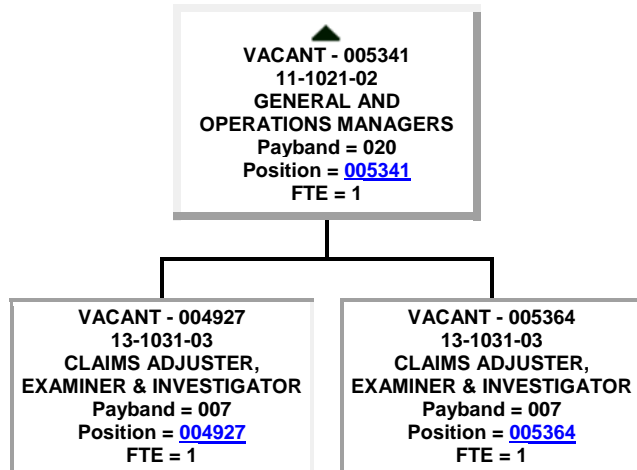 VACANT - 005341
11-1021-02
GENERAL AND
OPERATIONS MANAGERS
Payband = 020
Position = 005341
FTE = 1
VACANT - 004927
13-1031-03
CLAIMS ADJUSTER,
EXAMINER & INVESTIGATOR
Payband = 007
Position = 004927
FTE = 1
VACANT - 005364
13-1031-03
CLAIMS ADJUSTER,
EXAMINER & INVESTIGATOR
Payband = 007
Position = 005364
FTE = 1